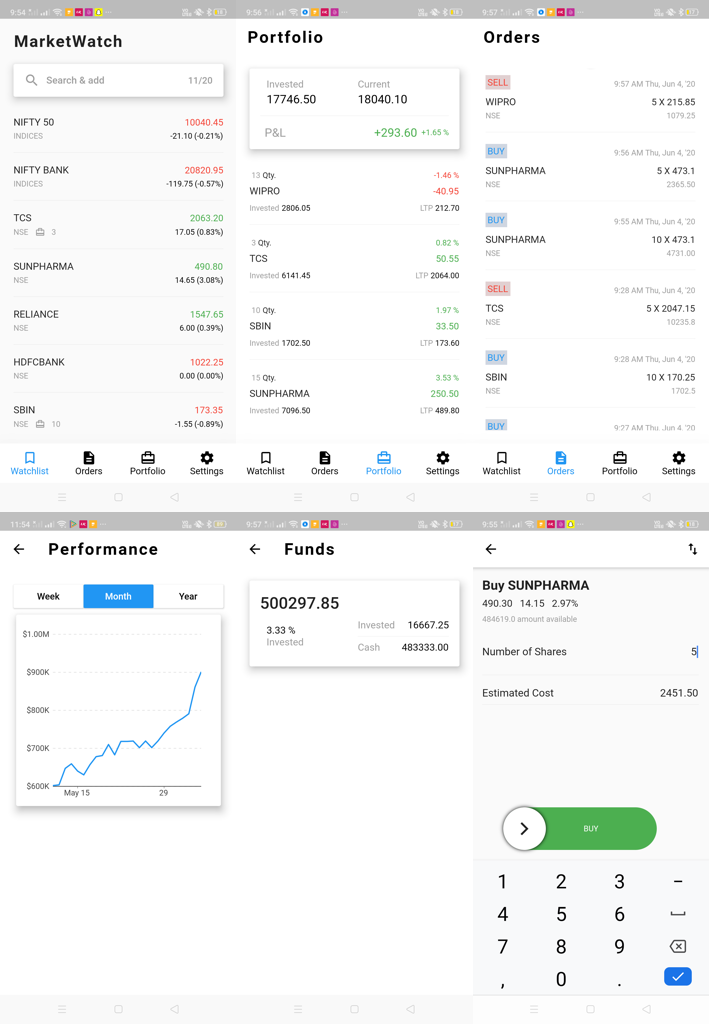 9:54
MarketWatch
Search & add 11/20
NIFTY 50 10040.45
INDICES -21.10 (-0.21%)
NIFTY BANK 20820.95
INDICES -119.75 (-0.57%)
TCS 2063.20
NSE 3 17.05 (0.83%)
SUNPHARMA 490.80
NSE 14.65 (3.08%)
RELIANCE 1547.65
NSE 6.00 (0.39%)
HDFCBANK 1022.25
NSE 0.00 (0.00%)
SBIN 173.35
NSE 10 -1.55 (-0.89%)
Watchlist Orders Portfolio Settings
9:56
Portfolio
Invested Current
17746.50 18040.10
P&L +293.60 +1.65 %
13 Qty. -1.46 %
WIPRO -40.95
Invested 2806.05 LTP 212.70
3 Qty. 0.82 %
TCS 50.55
Invested 6141.45 LTP 2064.00
10 Qty. 1.97 %
SBIN 33.50
Invested 1702.50 LTP 173.60
15 Qty. 3.53 %
SUNPHARMA 250.50
Invested 7096.50 LTP 489.80
Watchlist Orders Portfolio Settings
9:57
Orders
SELL 9:57 AM Thu, Jun 4, '20
WIPRO 5 X 215.85
NSE 1079.25
BUY 9:56 AM Thu, Jun 4, '20
SUNPHARMA 5 X 473.1
NSE 2365.50
BUY 9:55 AM Thu, Jun 4, '20
SUNPHARMA 10 X 473.1
NSE 4731.00
SELL 9:28 AM Thu, Jun 4, '20
TCS 5 X 2047.15
NSE 10235.8
BUY 9:28 AM Thu, Jun 4, '20
SBIN 10 X 170.25
NSE 1702.5
BUY 9:27 AM Thu, Jun 4, '20
Watchlist Orders Portfolio Settings
11:54
Performance
Week Month Year
$1.00M
$900K
$800K
$700K
$600K
May 15 29
9:57
Funds
500297.85
3.33 % Invested 16667.25
Invested Cash 483333.00
9:55
Buy SUNPHARMA
490.30 14.15 2.97%
484619.0 amount available
Number of Shares 5
Estimated Cost 2451.50
BUY
1 2 3 −
4 5 6
7 8 9
, 0 .